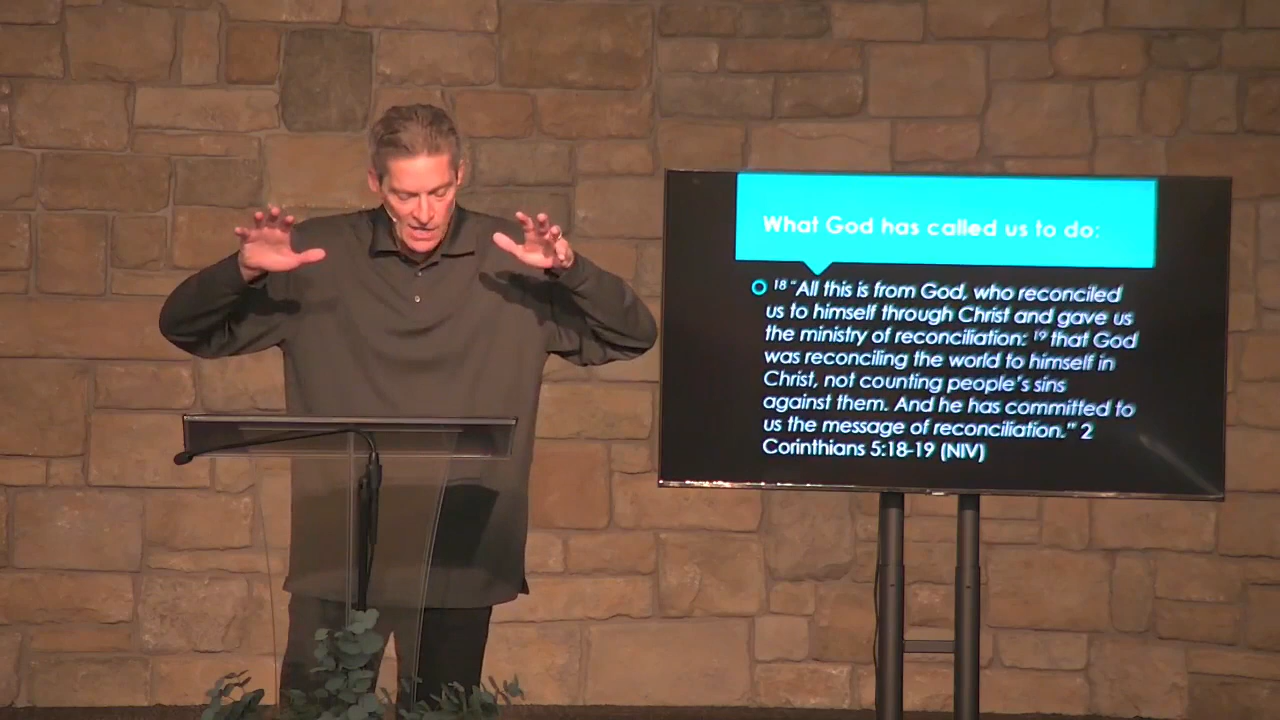 What God has called us to do:
18 “All this is from God, who reconciled
us to himself through Christ and gave us
the ministry of reconciliation: 19 that God
was reconciling the world to himself in
Christ, not counting people’s sins
against them. And he has committed to
us the message of reconciliation.” 2
Corinthians 5:18-19 (NIV)